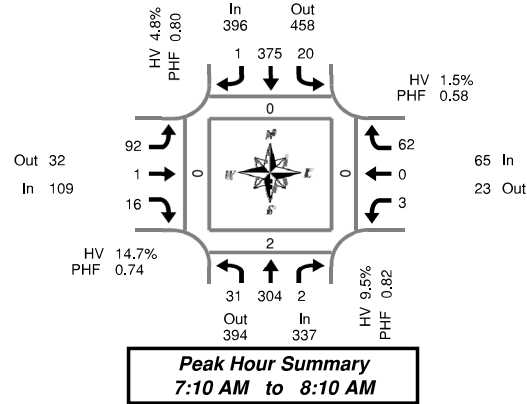 In Out
396 458
HV 4.8%
PHF 0.80
1 375 20
HV 1.5%
PHF 0.58
0
92
62
N
Out 32
1
0
W E
0
0
65 In
In 109
23 Out
16
3
S
2
HV 14.7%
PHF 0.74
31 304 2
HV 9.5%
PHF 0.82
Out In
394 337
Peak Hour Summary
7:10 AM to 8:10 AM